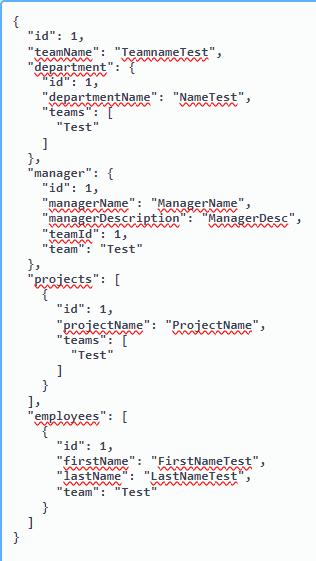 {
  "id": 1,
  "teamName": "TeamnameTest",
  "department": {
    "id": 1,
    "departmentName": "NameTest",
    "teams": [
      "Test"
    ]
  },
  "manager": {
    "id": 1,
    "managerName": "ManagerName",
    "managerDescription": "ManagerDesc",
    "teamId": 1,
    "team": "Test"
  },
  "projects": [
    {
      "id": 1,
      "projectName": "ProjectName",
      "teams": [
        "Test"
      ]
    }
  ],
  "employees": [
    {
      "id": 1,
      "firstName": "FirstNameTest",
      "lastName": "LastNameTest",
      "team": "Test"
    }
  ]
}